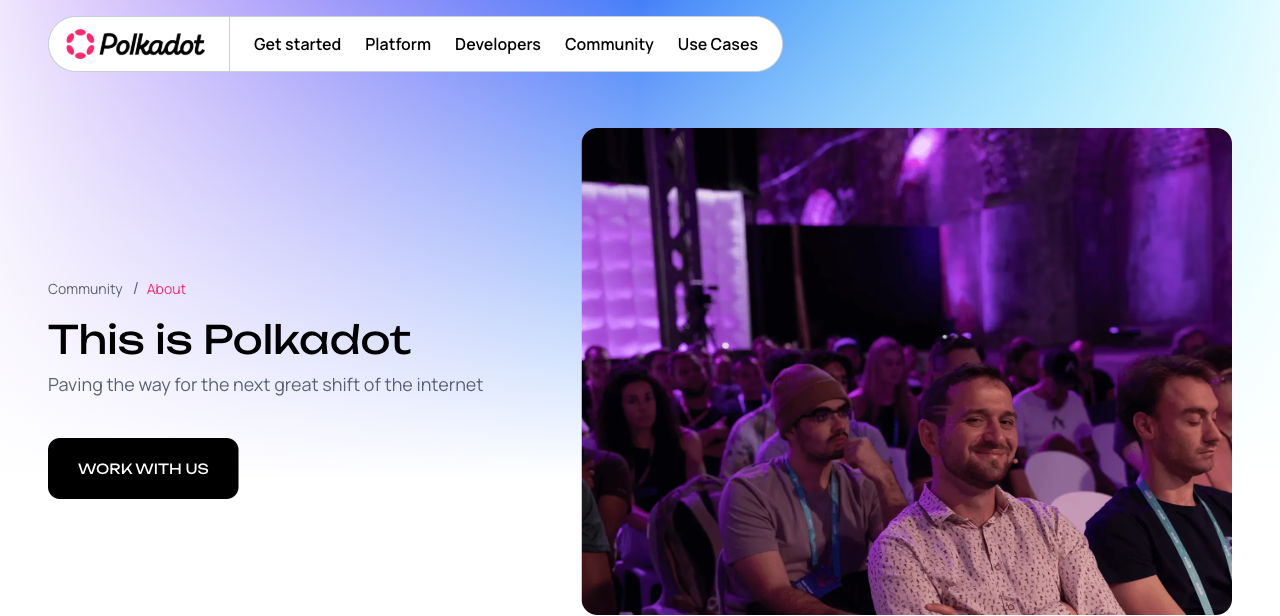 Polkadot
Get started Platform Developers Community Use Cases
Community / About
This is Polkadot
Paving the way for the next great shift of the internet
WORK WITH US